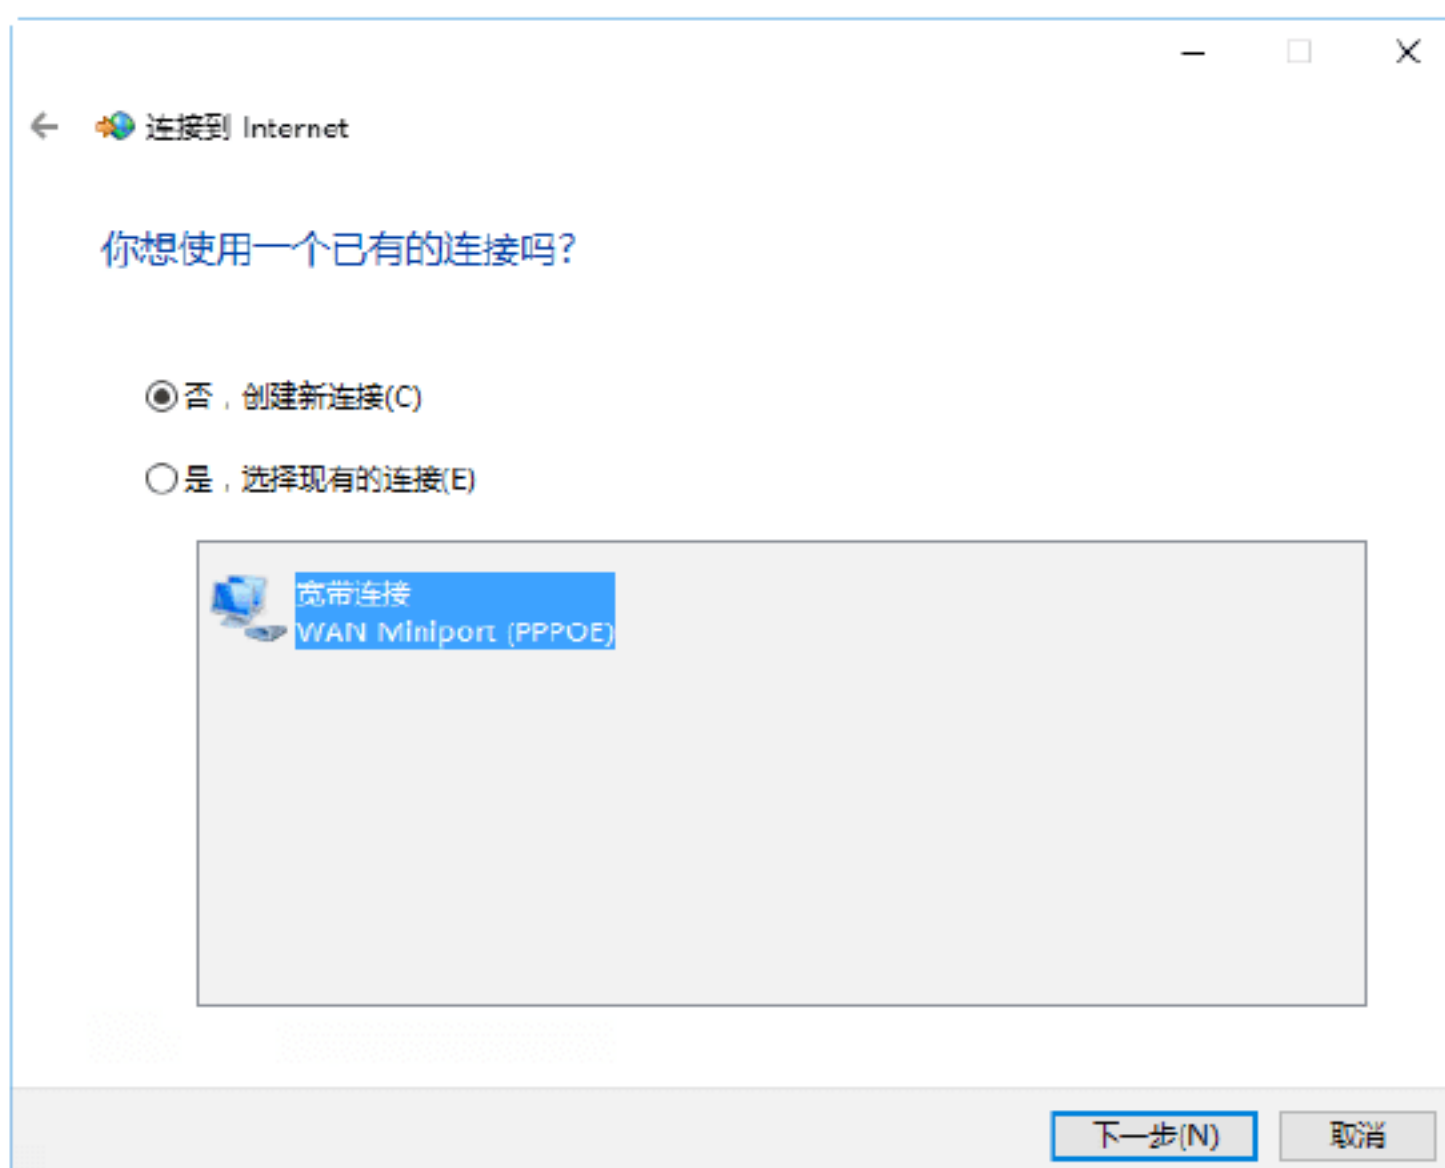 连接到 Internet
你想使用一个已有的连接吗?
否，创建新连接(C)
是，选择现有的连接(E)
宽带连接
WAN Miniport (PPPOE)
下一步(N)
取消